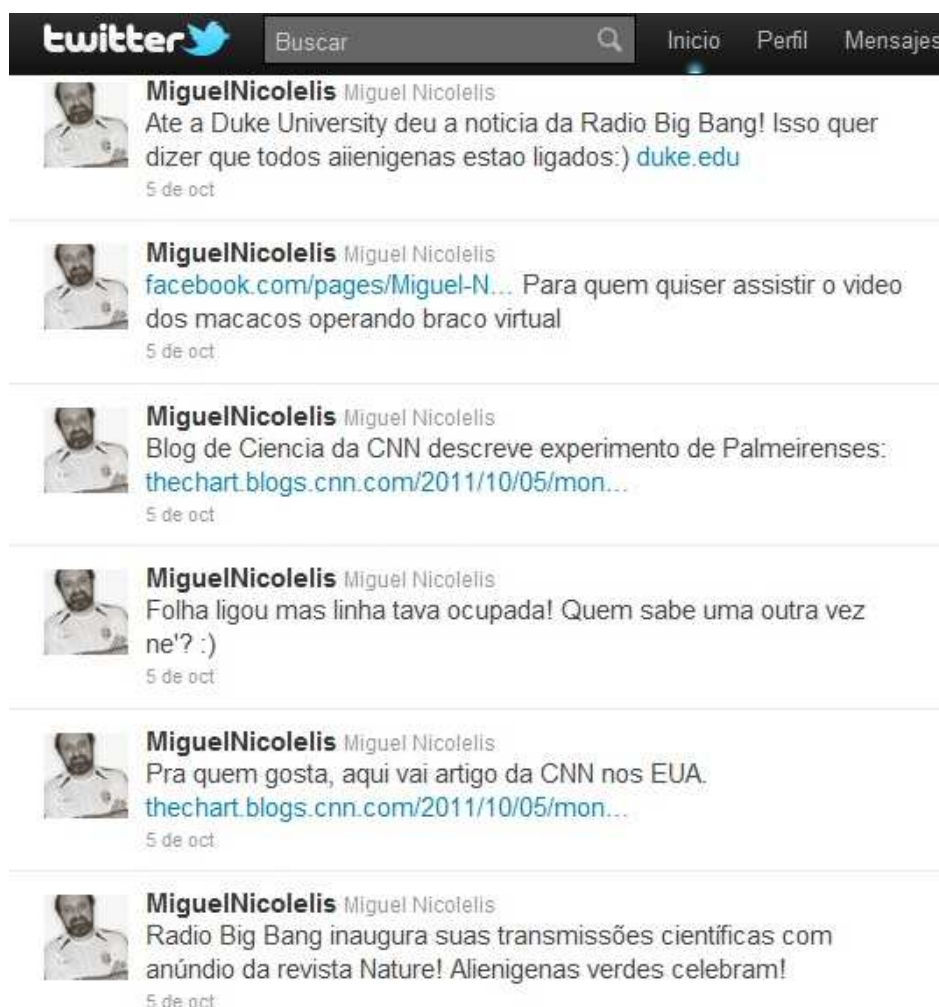 twitter Buscar Inicio Perfil Mensajes
MiguelNicolelis Miguel Nicolelis
Ate a Duke University deu a noticia da Radio Big Bang! Isso quer
dizer que todos aiienigenas estao ligados:) duke.edu
5 de oct
MiguelNicolelis Miguel Nicolelis
facebook.com/pages/Miguel-N... Para quem quiser assistir o video
dos macacos operando braco virtual
5 de oct
MiguelNicolelis Miguel Nicolelis
Blog de Ciencia da CNN descreve experimento de Palmeirenses:
thechart.blogs.cnn.com/2011/10/05/mon...
5 de oct
MiguelNicolelis Miguel Nicolelis
Folha ligou mas linha tava ocupada! Quem sabe uma outra vez
ne'? :)
5 de oct
MiguelNicolelis Miguel Nicolelis
Pra quem gosta, aqui vai artigo da CNN nos EUA.
thechart.blogs.cnn.com/2011/10/05/mon...
5 de oct
MiguelNicolelis Miguel Nicolelis
Radio Big Bang inaugura suas transmissões científicas com
anúndio da revista Nature! Alienigenas verdes celebram!
5 de oct